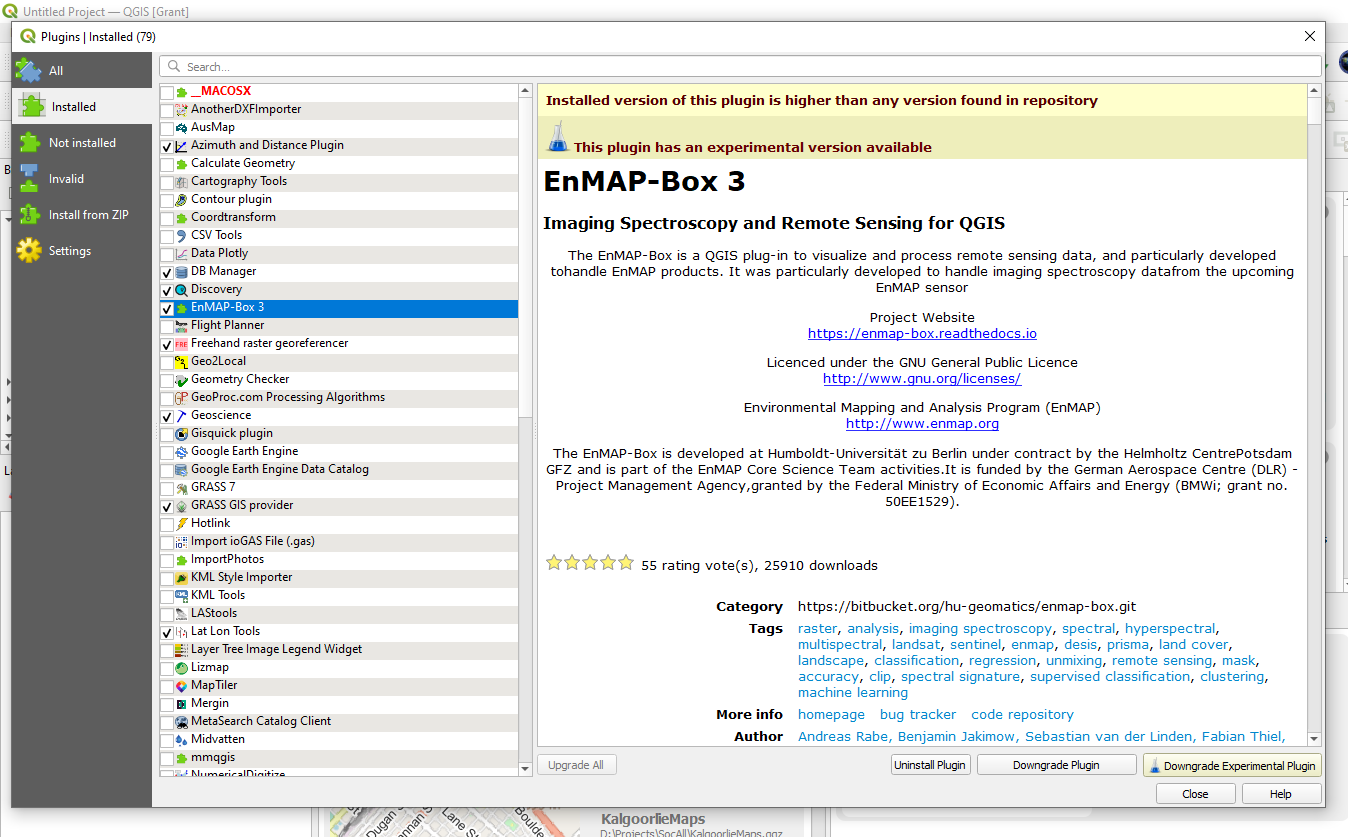 Untitled Project — QGIS [Grant]
Plugins | Installed (79)
All
Installed
Not installed
Invalid
Install from ZIP
Settings
Search...
__MACOSX
AnotherDXFImporter
AusMap
Azimuth and Distance Plugin
Calculate Geometry
Cartography Tools
Contour plugin
Coordtransform
CSV Tools
Data Plotly
DB Manager
Discovery
EnMAP-Box 3
Flight Planner
Freehand raster georeferencer
Geo2Local
Geometry Checker
GeoProc.com Processing Algorithms
Geoscience
Gisquick plugin
Google Earth Engine
Google Earth Engine Data Catalog
GRASS 7
GRASS GIS provider
Hotlink
Import ioGAS File (.gas)
ImportPhotos
KML Style Importer
KML Tools
LAStools
Lat Lon Tools
Layer Tree Image Legend Widget
Lizmap
MapTiler
Mergin
MetaSearch Catalog Client
Midvatten
mmqgis
NumericalDigitize
Installed version of this plugin is higher than any version found in repository
This plugin has an experimental version available
EnMAP-Box 3
Imaging Spectroscopy and Remote Sensing for QGIS
The EnMAP-Box is a QGIS plug-in to visualize and process remote sensing data, and particularly developed
tohandle EnMAP products. It was particularly developed to handle imaging spectroscopy datafrom the upcoming
EnMAP sensor
Project Website
https://enmap-box.readthedocs.io
Licenced under the GNU General Public Licence
http://www.gnu.org/licenses/
Environmental Mapping and Analysis Program (EnMAP)
http://www.enmap.org
The EnMAP-Box is developed at Humboldt-Universität zu Berlin under contract by the Helmholtz CentrePotsdam
GFZ and is part of the EnMAP Core Science Team activities.It is funded by the German Aerospace Centre (DLR) -
Project Management Agency,granted by the Federal Ministry of Economic Affairs and Energy (BMWi; grant no.
50EE1529).
55 rating vote(s), 25910 downloads
Category https://bitbucket.org/hu-geomatics/enmap-box.git
Tags raster, analysis, imaging spectroscopy, spectral, hyperspectral,
multispectral, landsat, sentinel, enmap, desis, prisma, land cover,
landscape, classification, regression, unmixing, remote sensing, mask,
accuracy, clip, spectral signature, supervised classification, clustering,
machine learning
More info homepage bug tracker code repository
Author Andreas Rabe, Benjamin Jakimow, Sebastian van der Linden, Fabian Thiel,
Upgrade All
Uninstall Plugin
Downgrade Plugin
Downgrade Experimental Plugin
Close
Help
Dugan
Lane St
Boulder
KalgoorlieMaps
D:\Projects\SocAll\KalgoorlieMaps.qgz